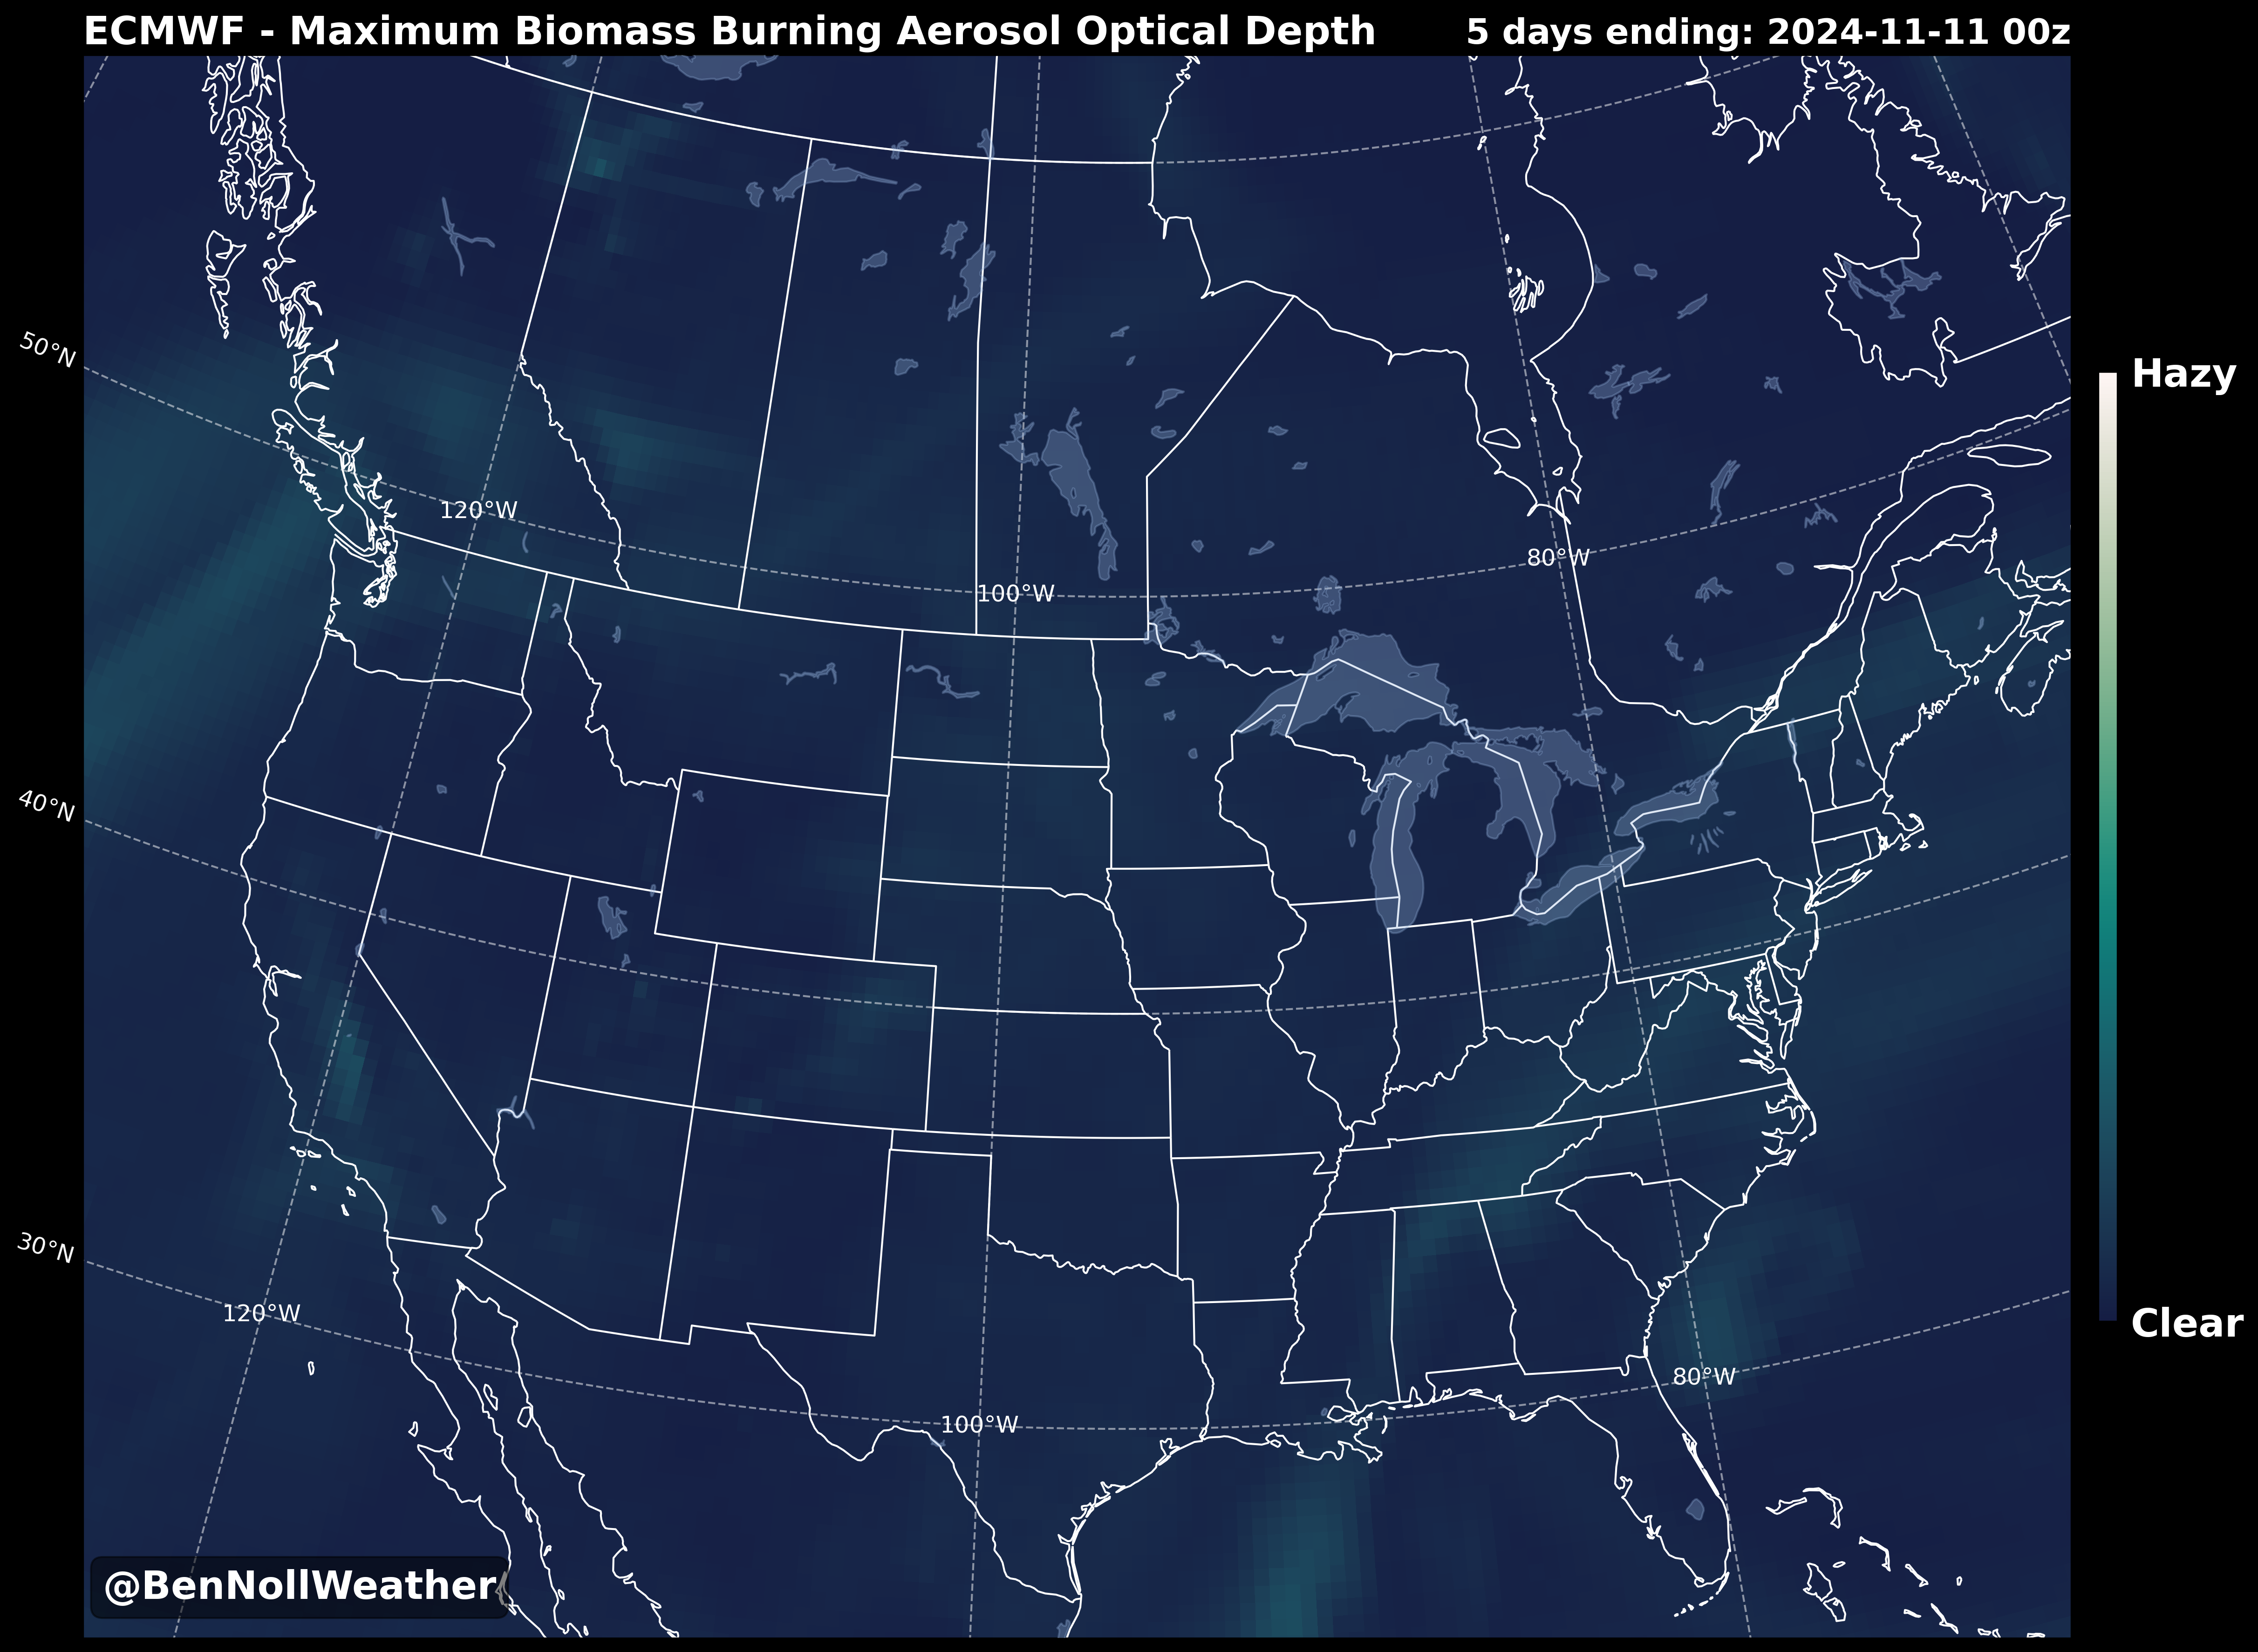 ECMWF - Maximum Biomass Burning Aerosol Optical Depth
5 days ending: 2024-11-11 00z
50°N
Hazy
120°W
80°W
100°W
40°N
30°N
120°W
Clear
80°W
100°W
@BenNollWeather